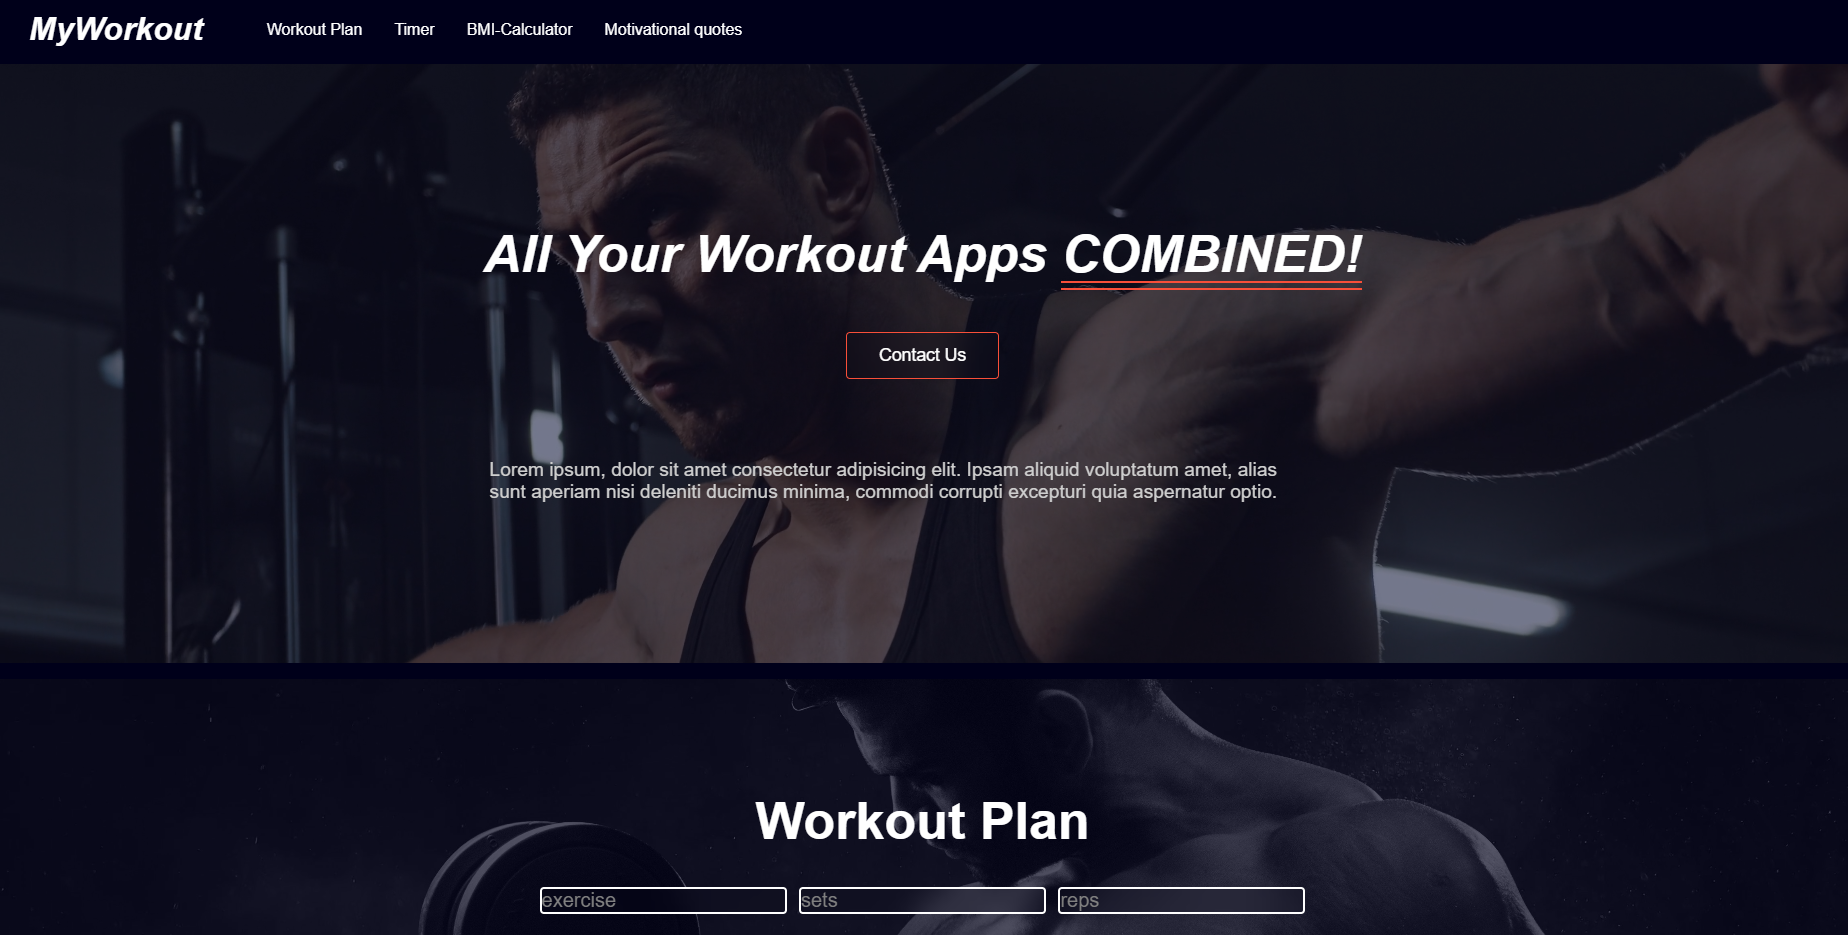 MyWorkout
Workout Plan Timer BMI-Calculator Motivational quotes
All Your Workout Apps COMBINED!
Contact Us
Lorem ipsum, dolor sit amet consectetur adipisicing elit. Ipsam aliquid voluptatum amet, alias
sunt aperiam nisi deleniti ducimus minima, commodi corrupti excepturi quia aspernatur optio.
Workout Plan
exercise sets reps